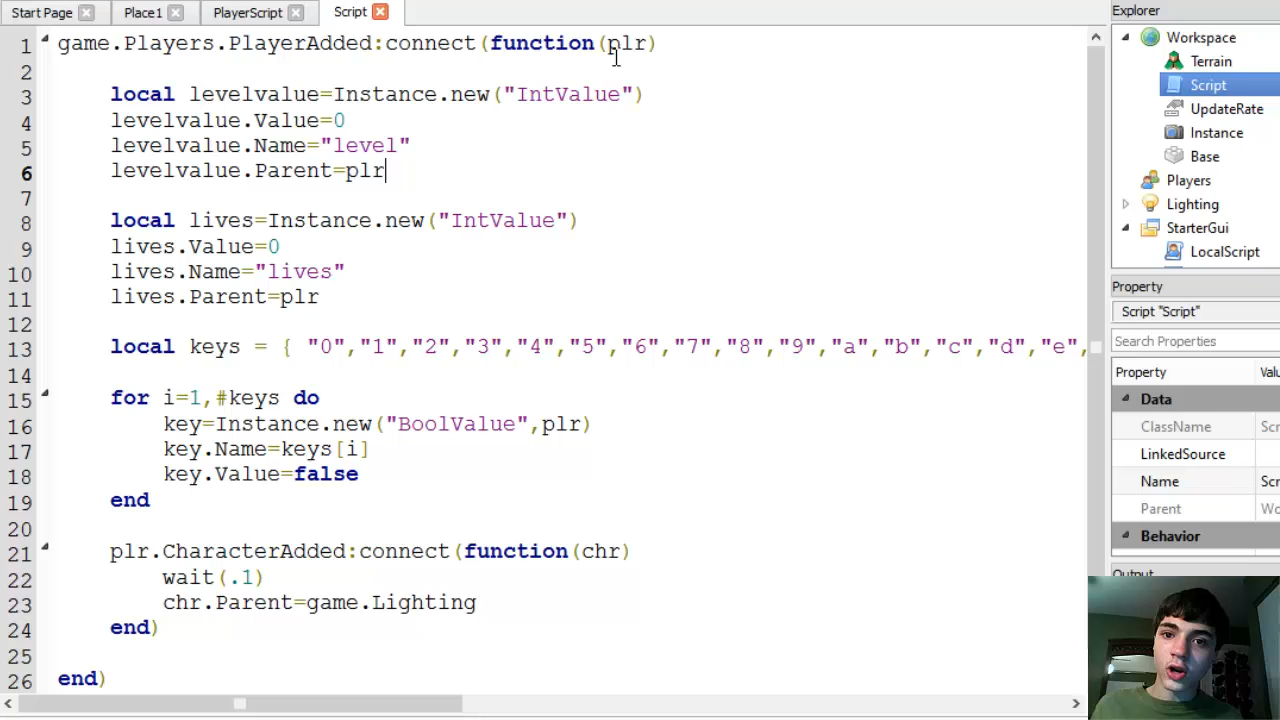 Start Page
Place1
PlayerScript
Script
1 game.Players.PlayerAdded:connect(function(plr)
2
3 local levelvalue=Instance.new("IntValue")
4 levelvalue.Value=0
5 levelvalue.Name="level"
6 levelvalue.Parent=plr
7
8 local lives=Instance.new("IntValue")
9 lives.Value=0
10 lives.Name="lives"
11 lives.Parent=plr
12
13 local keys = { "0","1","2","3","4","5","6","7","8","9","a","b","c","d","e",
14
15 for i=1,#keys do
16 key=Instance.new("BoolValue",plr)
17 key.Name=keys[i]
18 key.Value=false
19 end
20
21 plr.CharacterAdded:connect(function(chr)
22 wait(.1)
23 chr.Parent=game.Lighting
24 end)
25
26 end)
Explorer
Workspace
Terrain
Script
UpdateRate
Instance
Base
Players
Lighting
StarterGui
LocalScript
Property
Script "Script"
Search Properties
Property Valu
Data
ClassName Scr
LinkedSource
Name Scr
Parent Wo
Behavior
Output